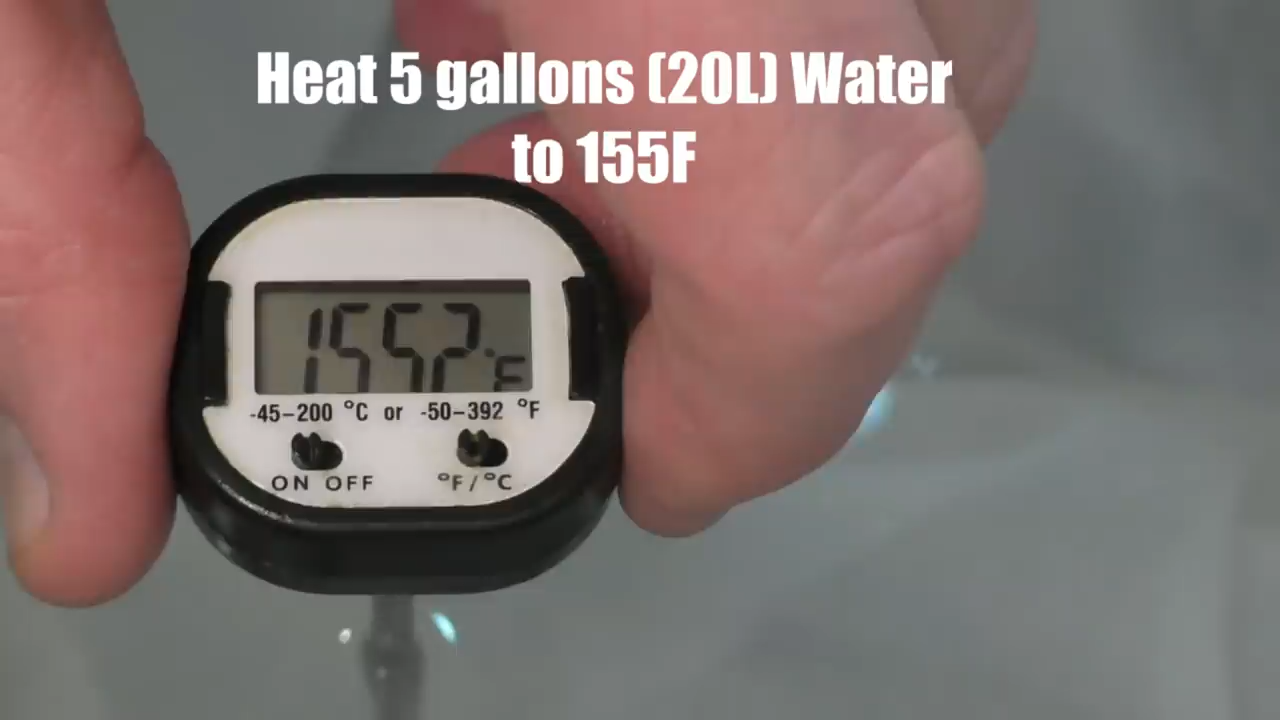 Heat 5 gallons (20L) Water
to 155F
155.2°F
-45–200 °C or -50–392 °F
ON OFF °F/°C